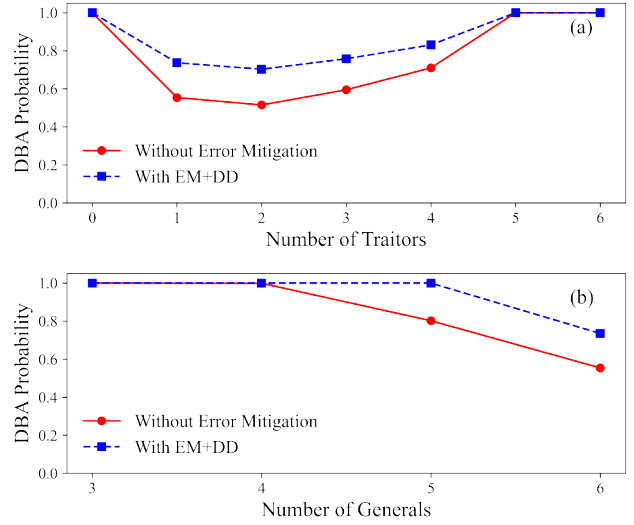 (a)
DBA Probability
1.0
0.8
0.6
0.4
0.2
0.0
Without Error Mitigation
With EM+DD
0 1 2 3 4 5 6
Number of Traitors
(b)
DBA Probability
1.0
0.8
0.6
0.4
0.2
0.0
Without Error Mitigation
With EM+DD
3 4 5 6
Number of Generals